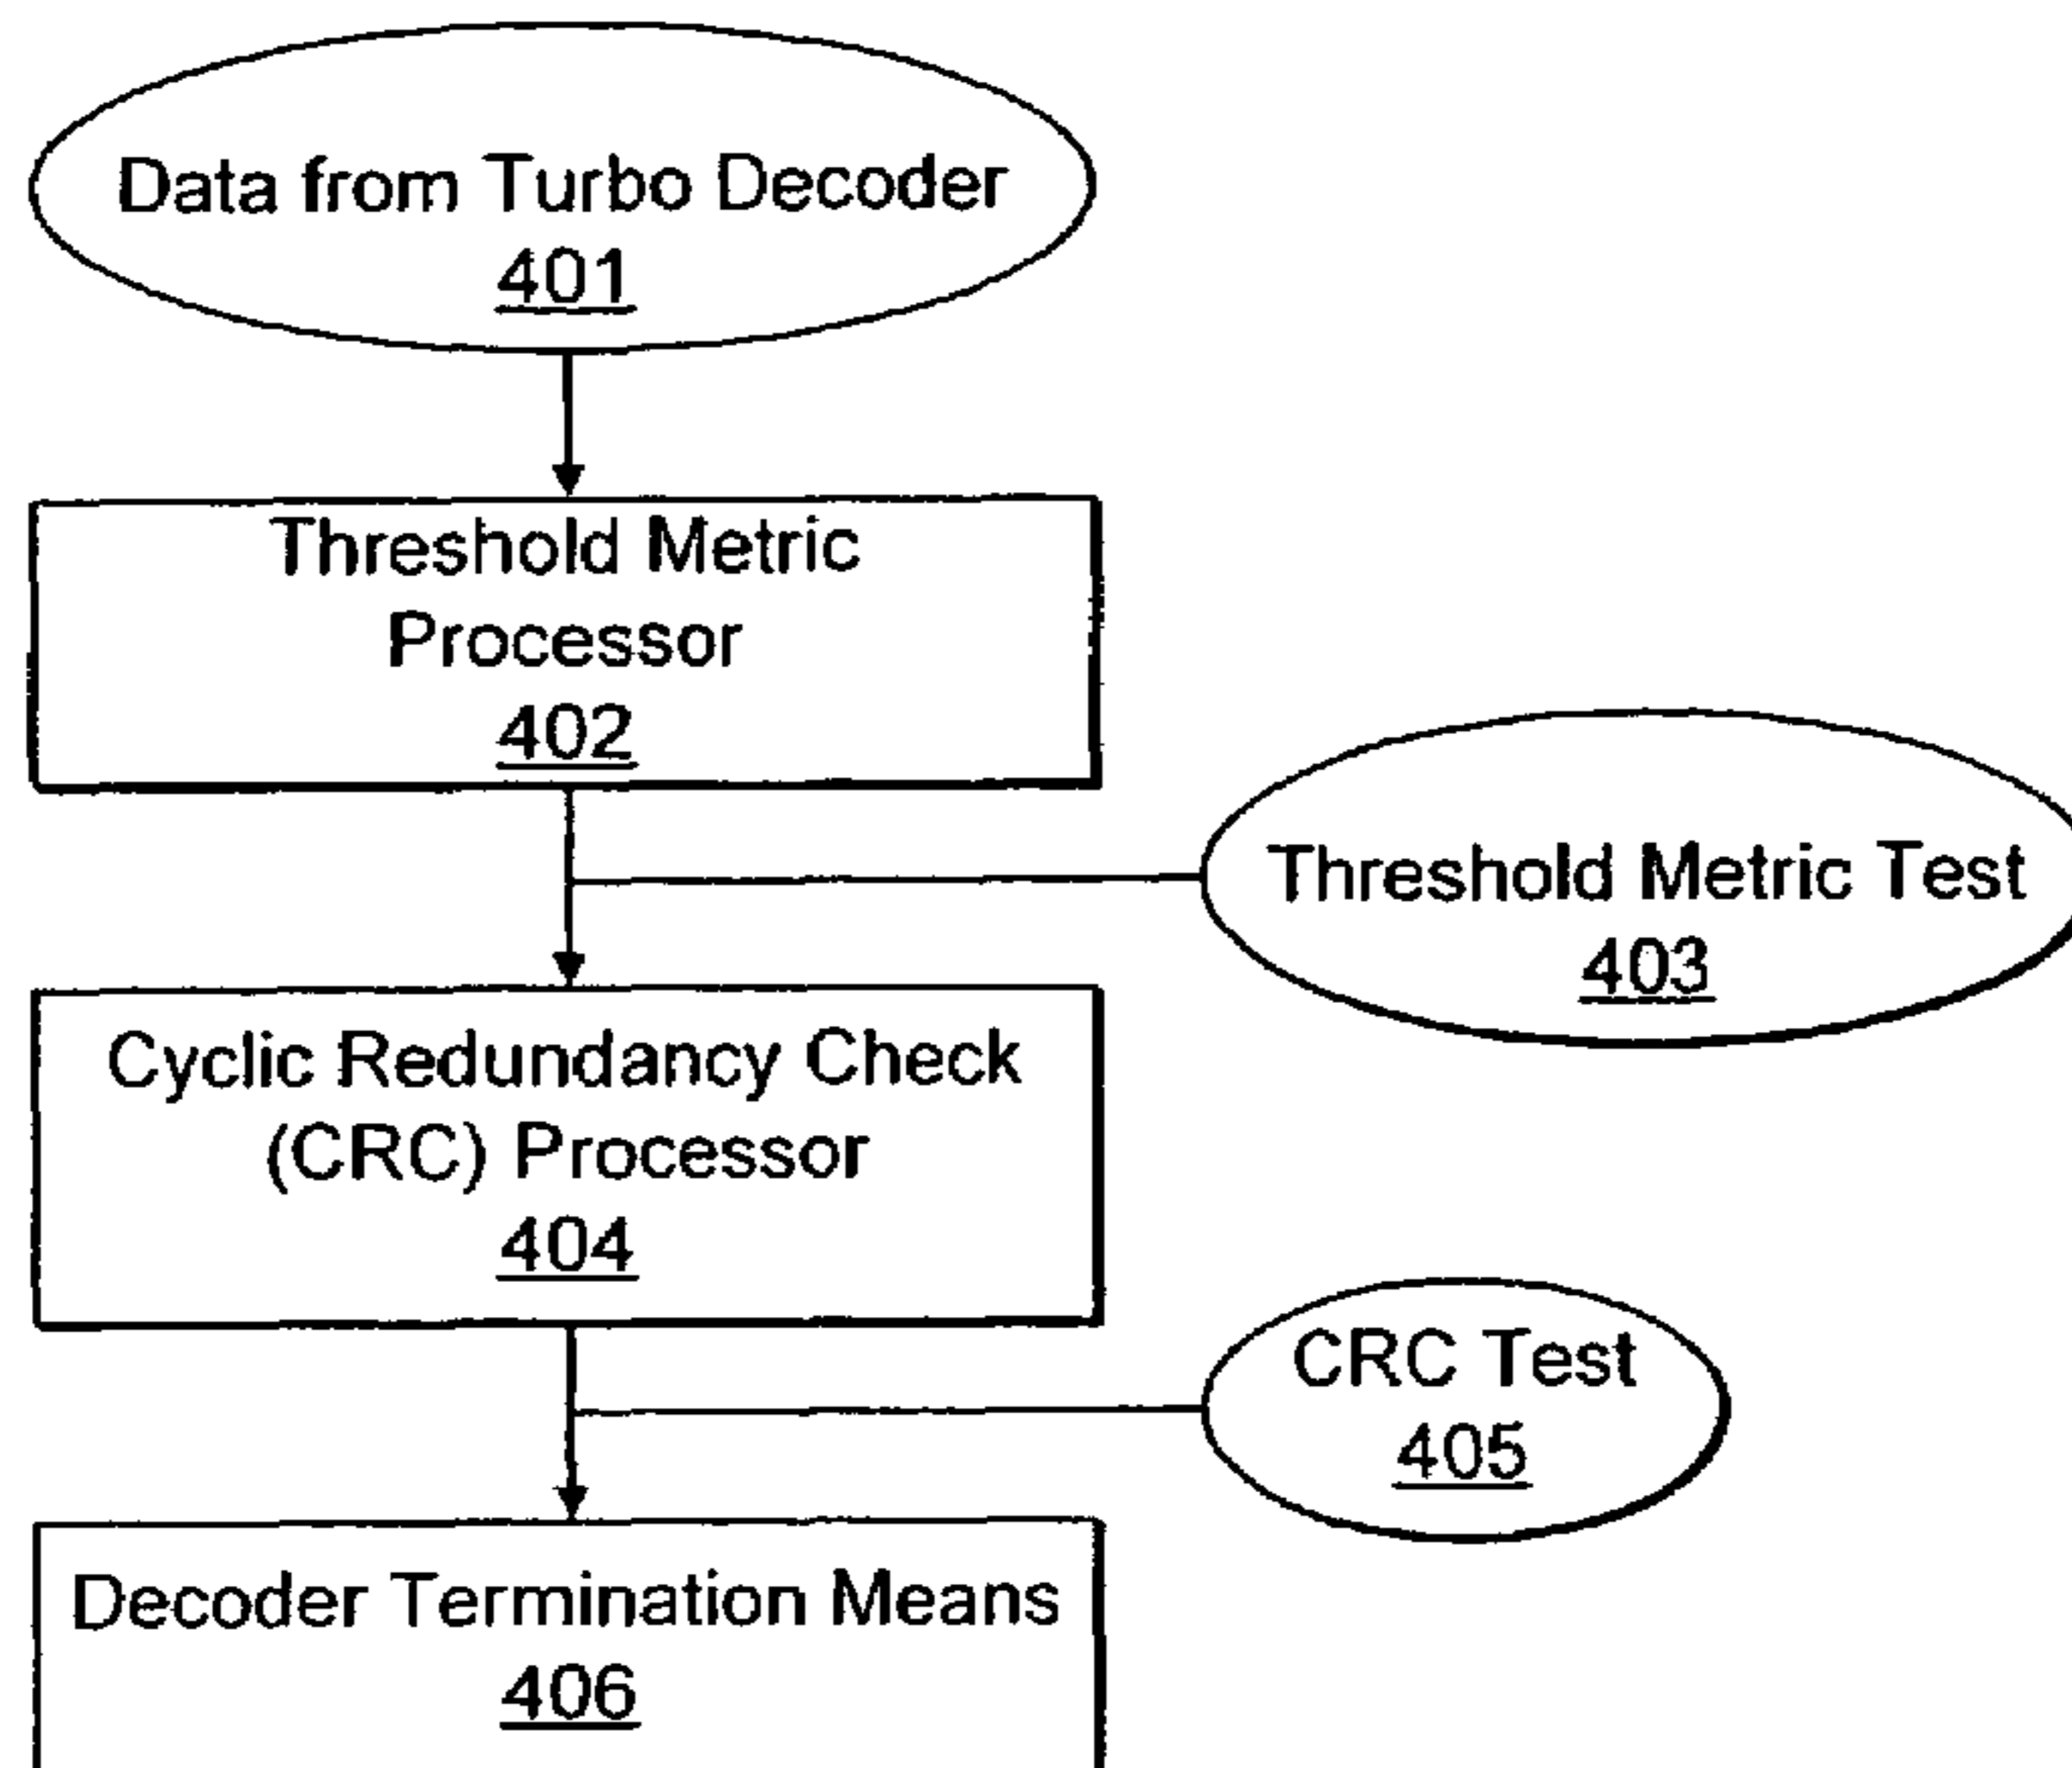 Data from Turbo Decoder
401
Threshold Metric
Processor
402
Threshold Metric Test
403
Cyclic Redundancy Check
(CRC) Processor
404
CRC Test
405
Decoder Termination Means
406